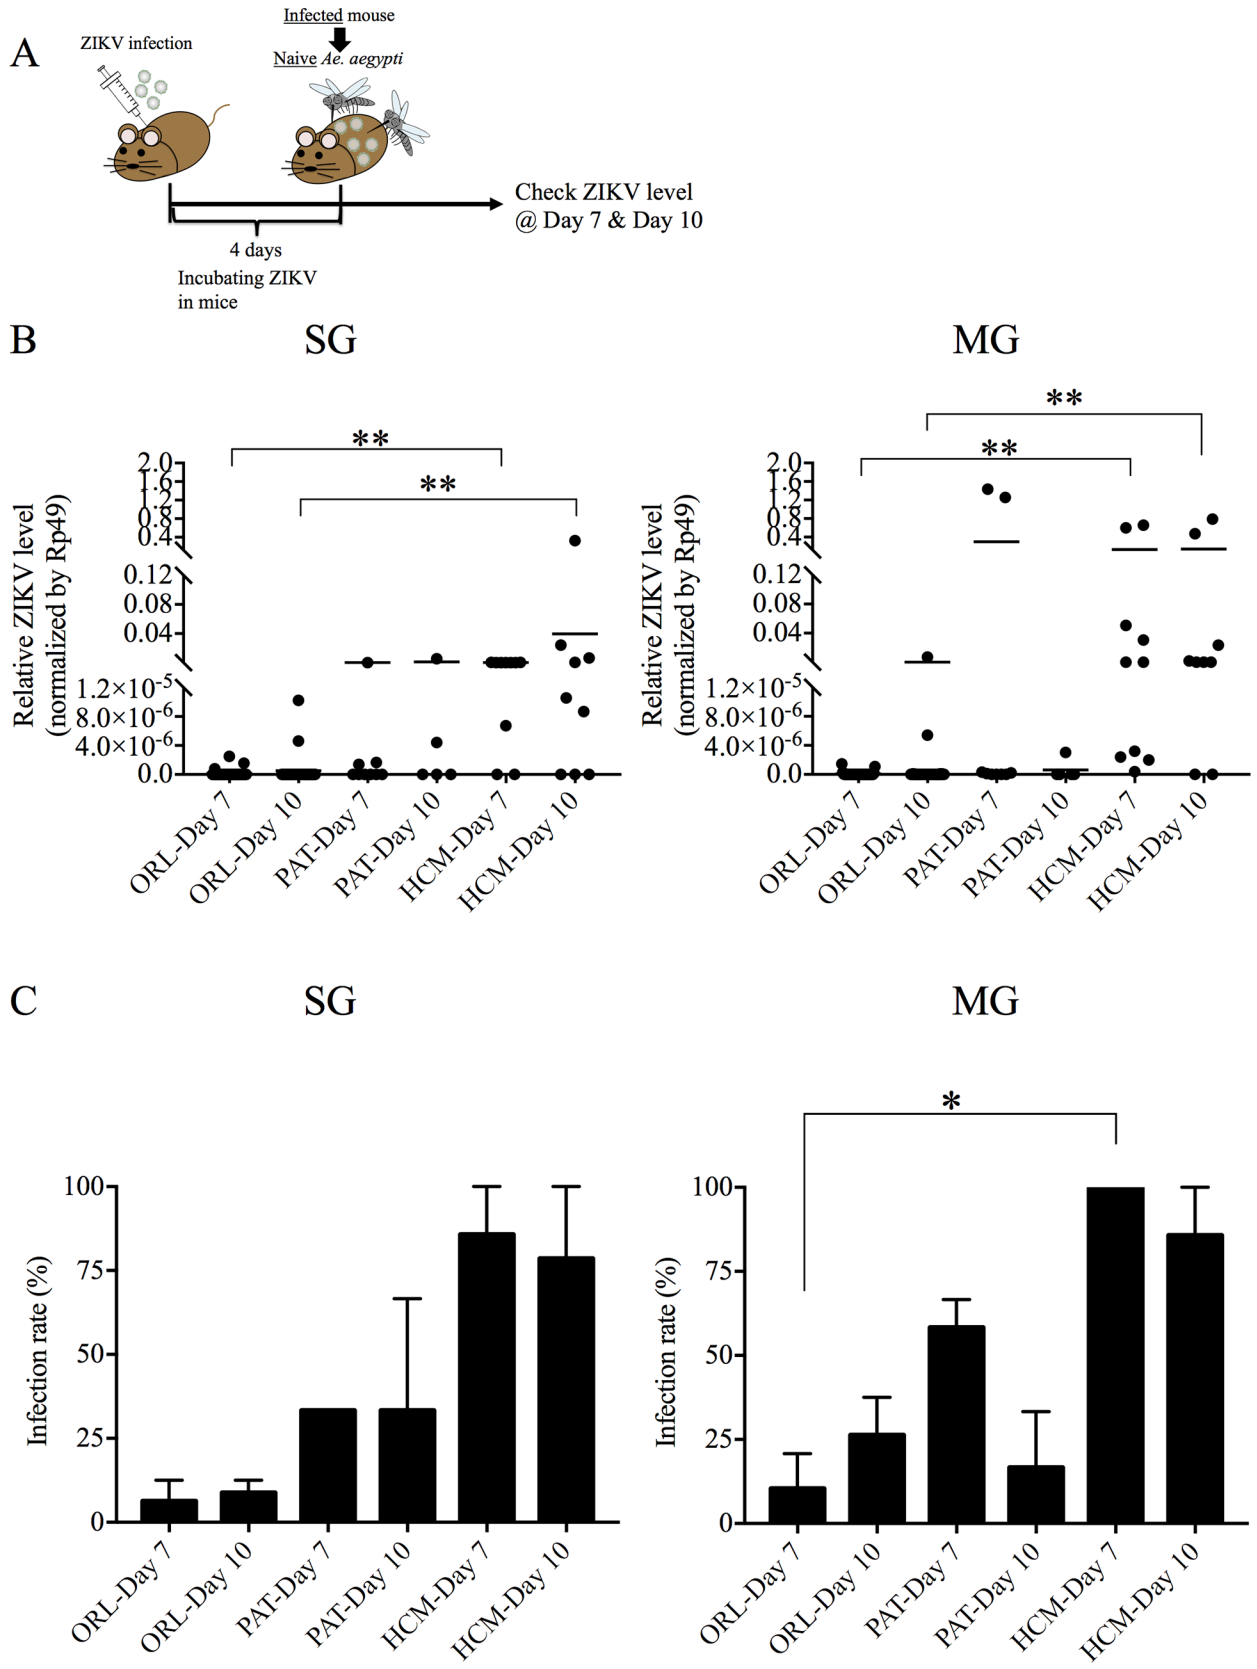 A
ZIKV infection
Infected mouse
Naive Ae. aegypti
Check ZIKV level
@ Day 7 & Day 10
4 days
Incubating ZIKV
in mice
B
SG
MG
**
**
Relative ZIKV level
(normalized by Rp49)
2.0
1.6
1.2
0.8
0.4
0.12
0.08
0.04
1.2×10-5
8.0×10-6
4.0×10-6
0.0
ORL-Day 7
ORL-Day 10
PAT-Day 7
PAT-Day 10
HCM-Day 7
HCM-Day 10
**
**
Relative ZIKV level
(normalized by Rp49)
2.0
1.6
1.2
0.8
0.4
0.12
0.08
0.04
1.2×10-5
8.0×10-6
4.0×10-6
0.0
ORL-Day 7
ORL-Day 10
PAT-Day 7
PAT-Day 10
HCM-Day 7
HCM-Day 10
C
SG
MG
Infection rate (%)
100
75
50
25
0
ORL-Day 7
ORL-Day 10
PAT-Day 7
PAT-Day 10
HCM-Day 7
HCM-Day 10
*
Infection rate (%)
100
75
50
25
0
ORL-Day 7
ORL-Day 10
PAT-Day 7
PAT-Day 10
HCM-Day 7
HCM-Day 10